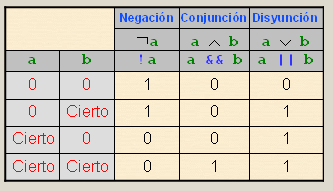 Negación Conjunción Disyunción
¬a a ∧ b a ∨ b
a b ! a a && b a || b
0 0 1 0 0
0 Cierto 1 0 1
Cierto 0 0 0 1
Cierto Cierto 0 1 1